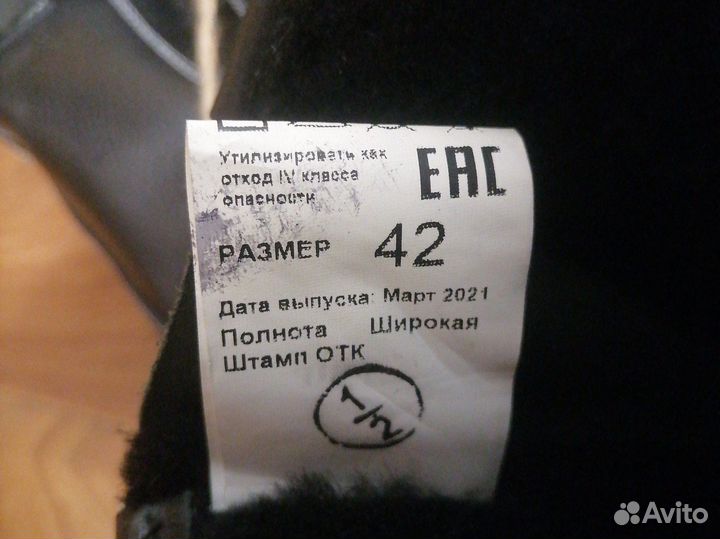 Утилизировать как
отход IV класса
опасности
EAC
РАЗМЕР 42
Дата выпуска: Март 2021
Полнота Широкая
Штамп ОТК
1/2
Avito